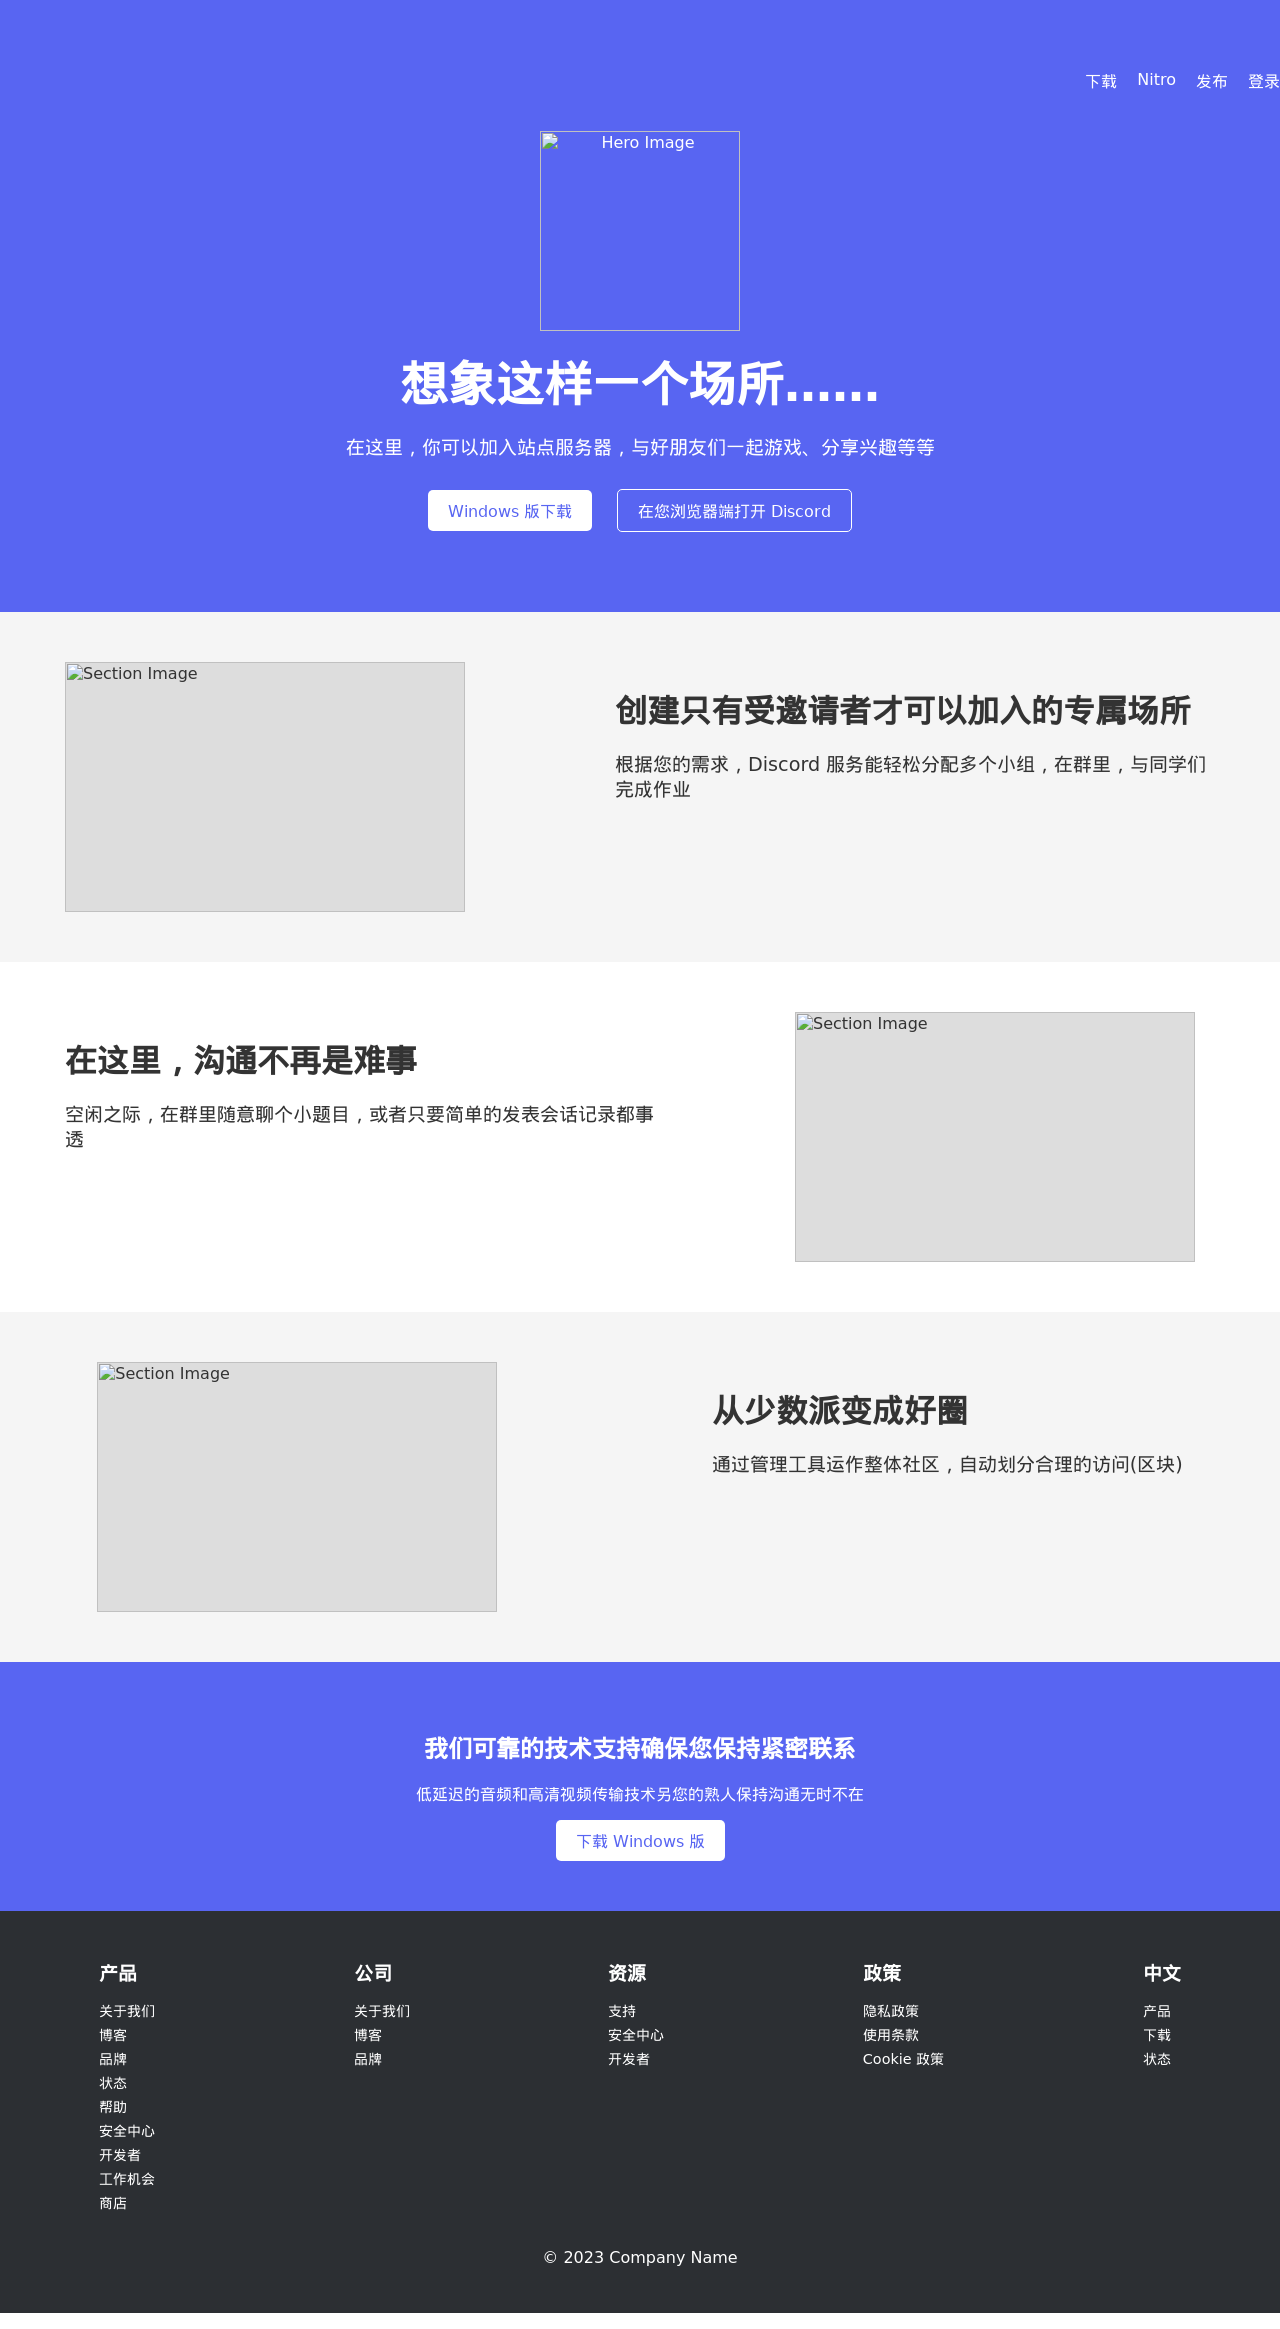 下载 Nitro 发布 登录
Hero Image
想象这样一个场所……
在这里，你可以加入站点服务器，与好朋友们一起游戏、分享兴趣等等
Windows 版下载 在您浏览器端打开 Discord
Section Image
创建只有受邀请者才可以加入的专属场所
根据您的需求，Discord 服务能轻松分配多个小组，在群里，与同学们
完成作业
在这里，沟通不再是难事
空闲之际，在群里随意聊个小题目，或者只要简单的发表会话记录都事
透
Section Image
Section Image
从少数派变成好圈
通过管理工具运作整体社区，自动划分合理的访问(区块)
我们可靠的技术支持确保您保持紧密联系
低延迟的音频和高清视频传输技术另您的熟人保持沟通无时不在
下载 Windows 版
产品
关于我们
博客
品牌
状态
帮助
安全中心
开发者
工作机会
商店
公司
关于我们
博客
品牌
资源
支持
安全中心
开发者
政策
隐私政策
使用条款
Cookie 政策
中文
产品
下载
状态
© 2023 Company Name